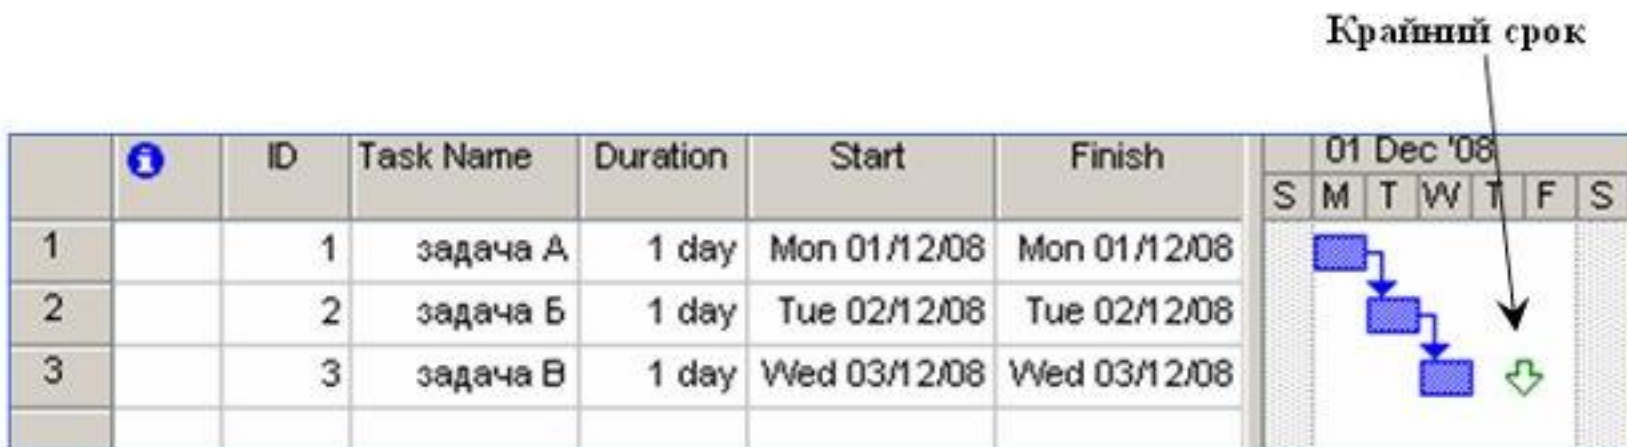 Крайний срок
ID Task Name Duration Start Finish 01 Dec '08
S M T W T F S
1 1 задача А 1 day Mon 01/12/08 Mon 01/12/08
2 2 задача Б 1 day Tue 02/12/08 Tue 02/12/08
3 3 задача В 1 day Wed 03/12/08 Wed 03/12/08